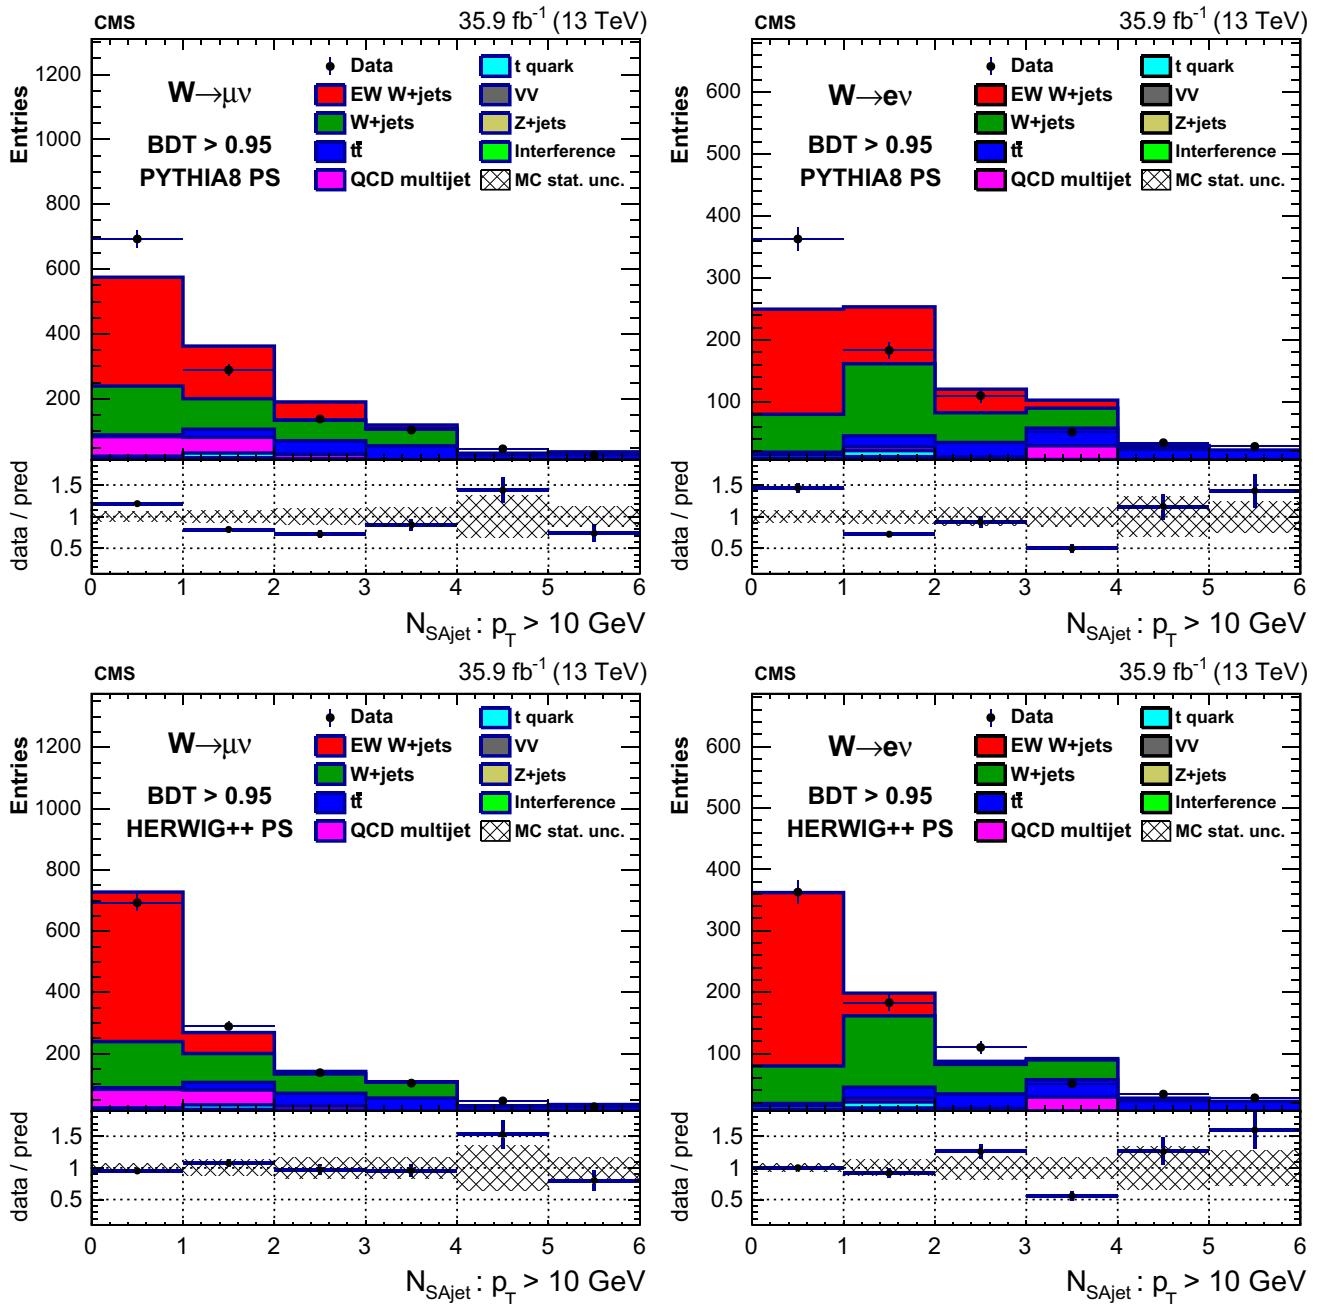 CMS 35.9 fb⁻¹ (13 TeV)
Entries
1200
1000
800
600
400
200
W→μν
BDT > 0.95
PYTHIA8 PS
Data
EW W+jets
W+jets
tt̄
QCD multijet
t quark
VV
Z+jets
Interference
MC stat. unc.
data / pred
1.5
1
0.5
0 1 2 3 4 5 6
N_SAjet : p_T > 10 GeV
CMS 35.9 fb⁻¹ (13 TeV)
Entries
600
500
400
300
200
100
W→eν
BDT > 0.95
PYTHIA8 PS
Data
EW W+jets
W+jets
tt̄
QCD multijet
t quark
VV
Z+jets
Interference
MC stat. unc.
data / pred
1.5
1
0.5
0 1 2 3 4 5 6
N_SAjet : p_T > 10 GeV
CMS 35.9 fb⁻¹ (13 TeV)
Entries
1200
1000
800
600
400
200
W→μν
BDT > 0.95
HERWIG++ PS
Data
EW W+jets
W+jets
tt̄
QCD multijet
t quark
VV
Z+jets
Interference
MC stat. unc.
data / pred
1.5
1
0.5
0 1 2 3 4 5 6
N_SAjet : p_T > 10 GeV
CMS 35.9 fb⁻¹ (13 TeV)
Entries
600
500
400
300
200
100
W→eν
BDT > 0.95
HERWIG++ PS
Data
EW W+jets
W+jets
tt̄
QCD multijet
t quark
VV
Z+jets
Interference
MC stat. unc.
data / pred
1.5
1
0.5
0 1 2 3 4 5 6
N_SAjet : p_T > 10 GeV